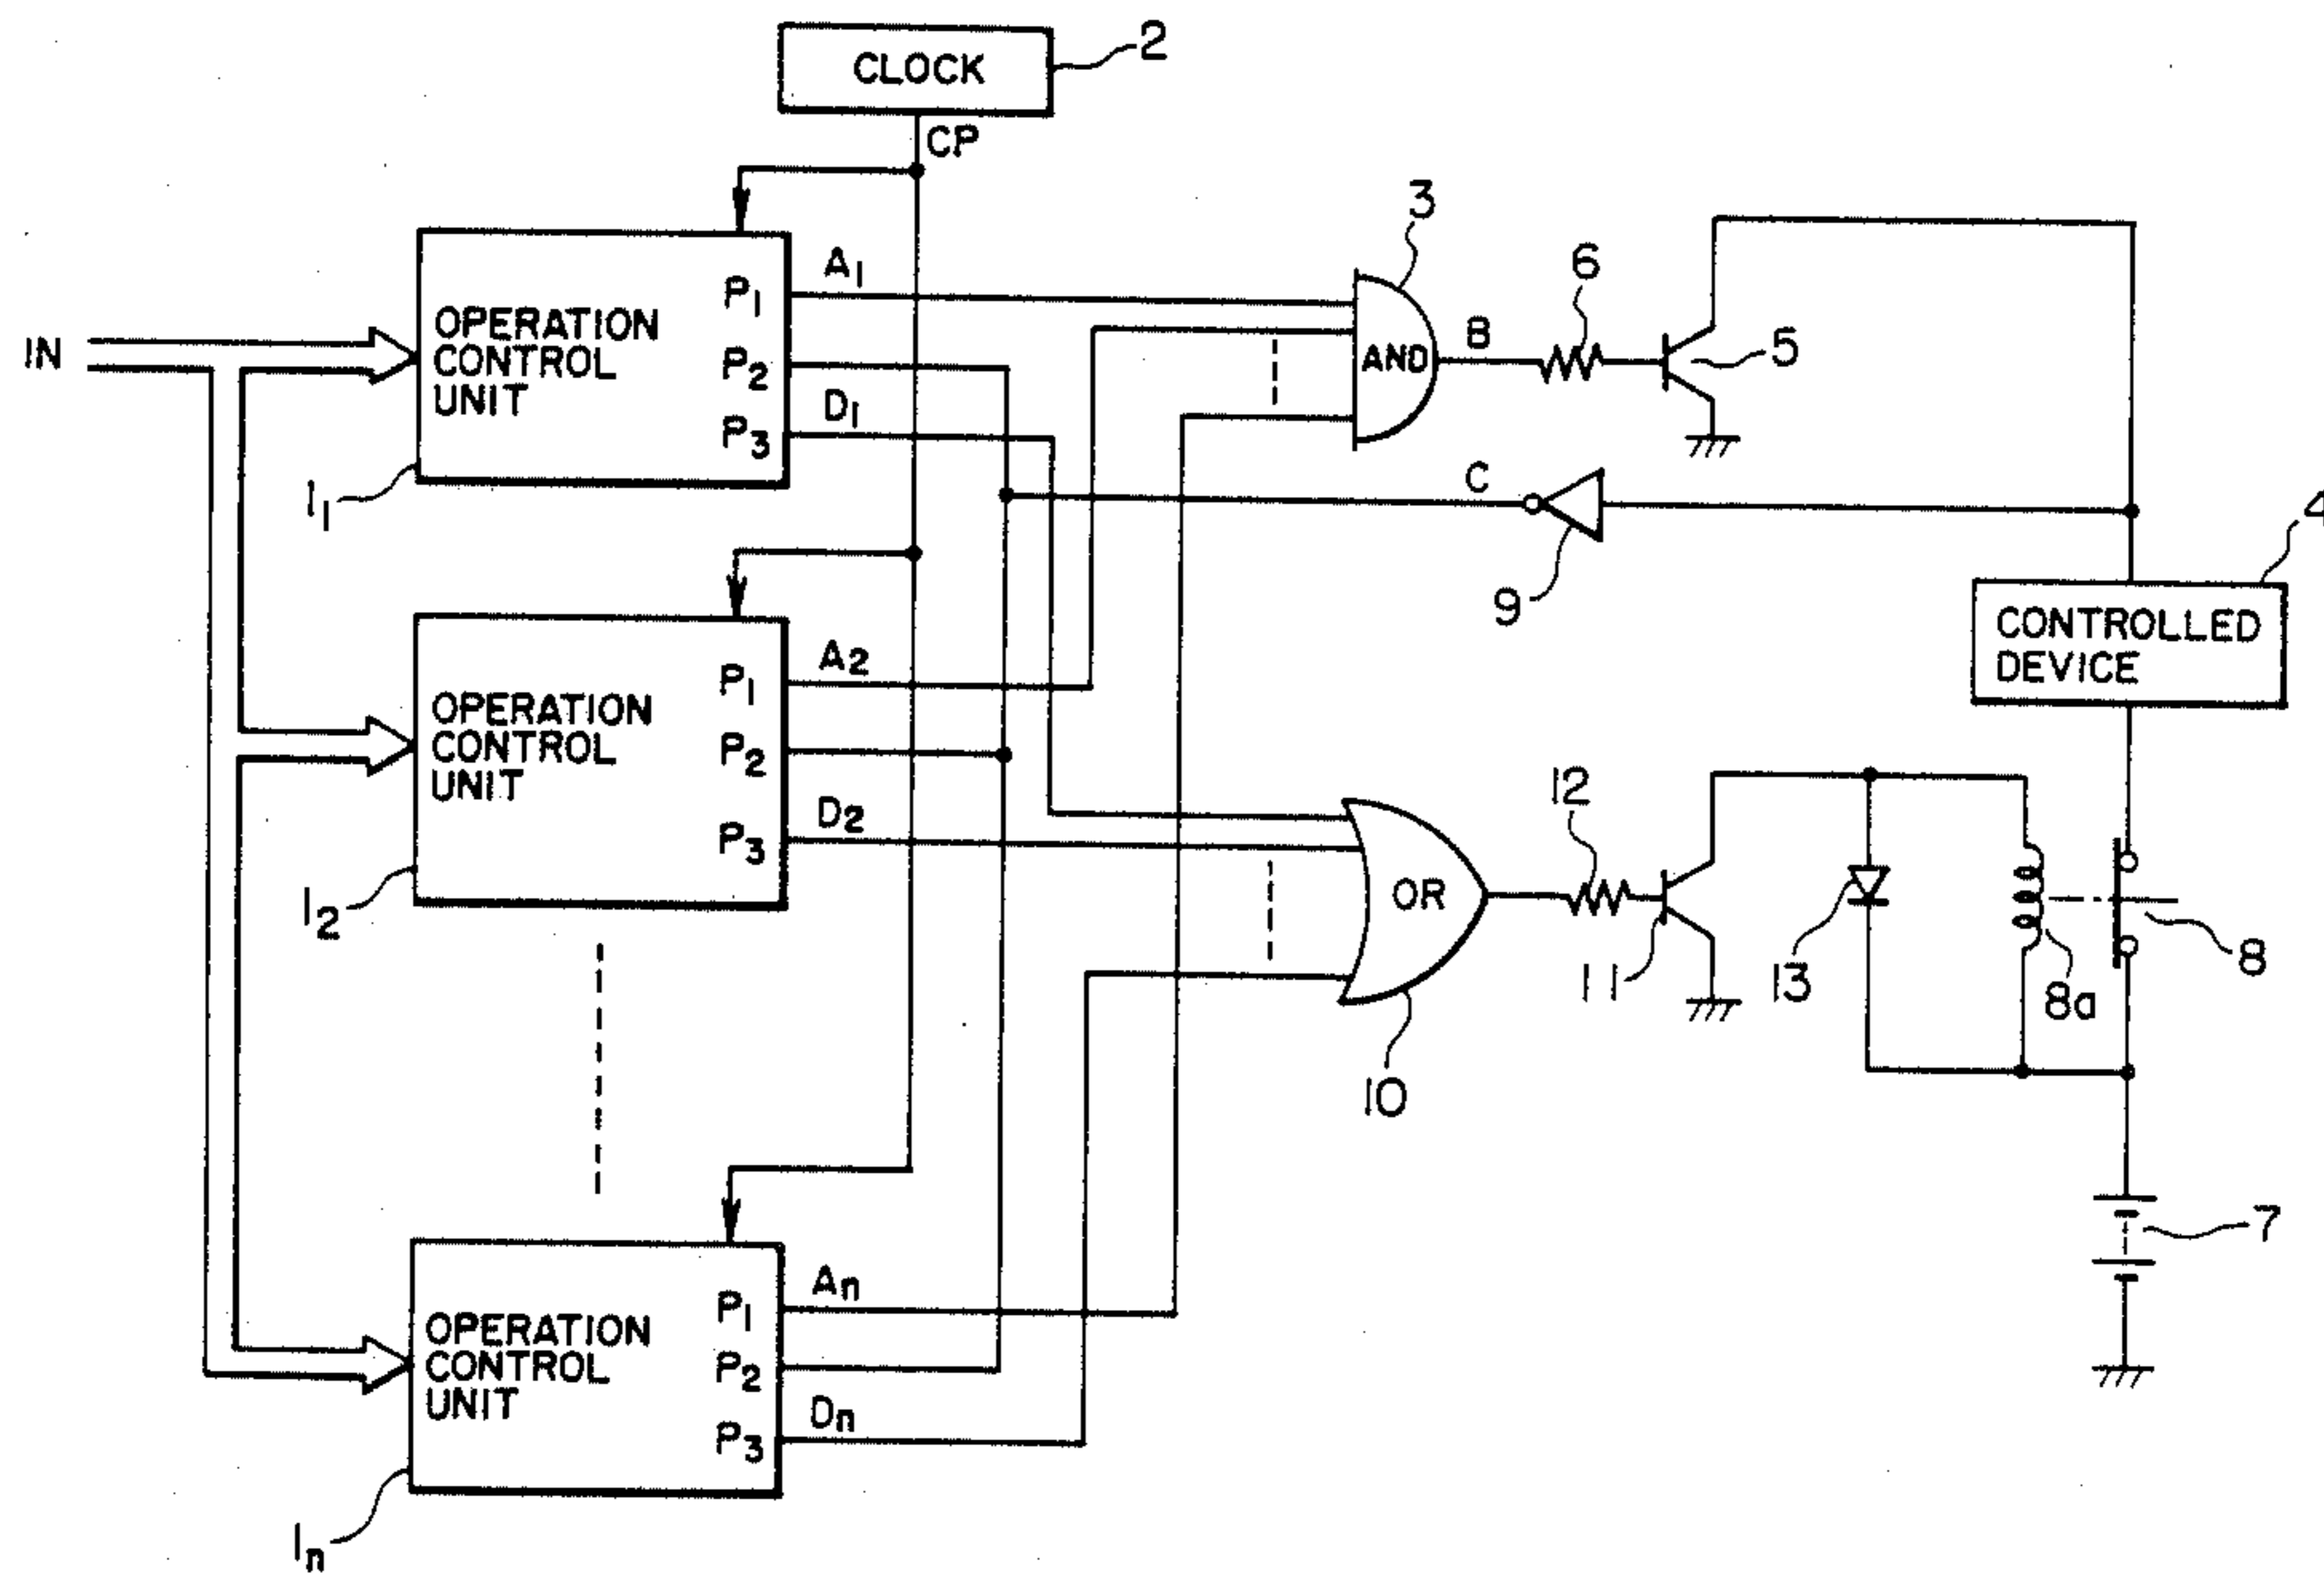 CLOCK
2
CP
IN
OPERATION
CONTROL
UNIT
P1
P2
P3
A1
D1
11
3
AND
B
6
5
C
9
4
CONTROLLED
DEVICE
OPERATION
CONTROL
UNIT
P1
P2
P3
A2
D2
12
OR
10
12
11
13
8a
8
7
OPERATION
CONTROL
UNIT
P1
P2
P3
An
Dn
1n